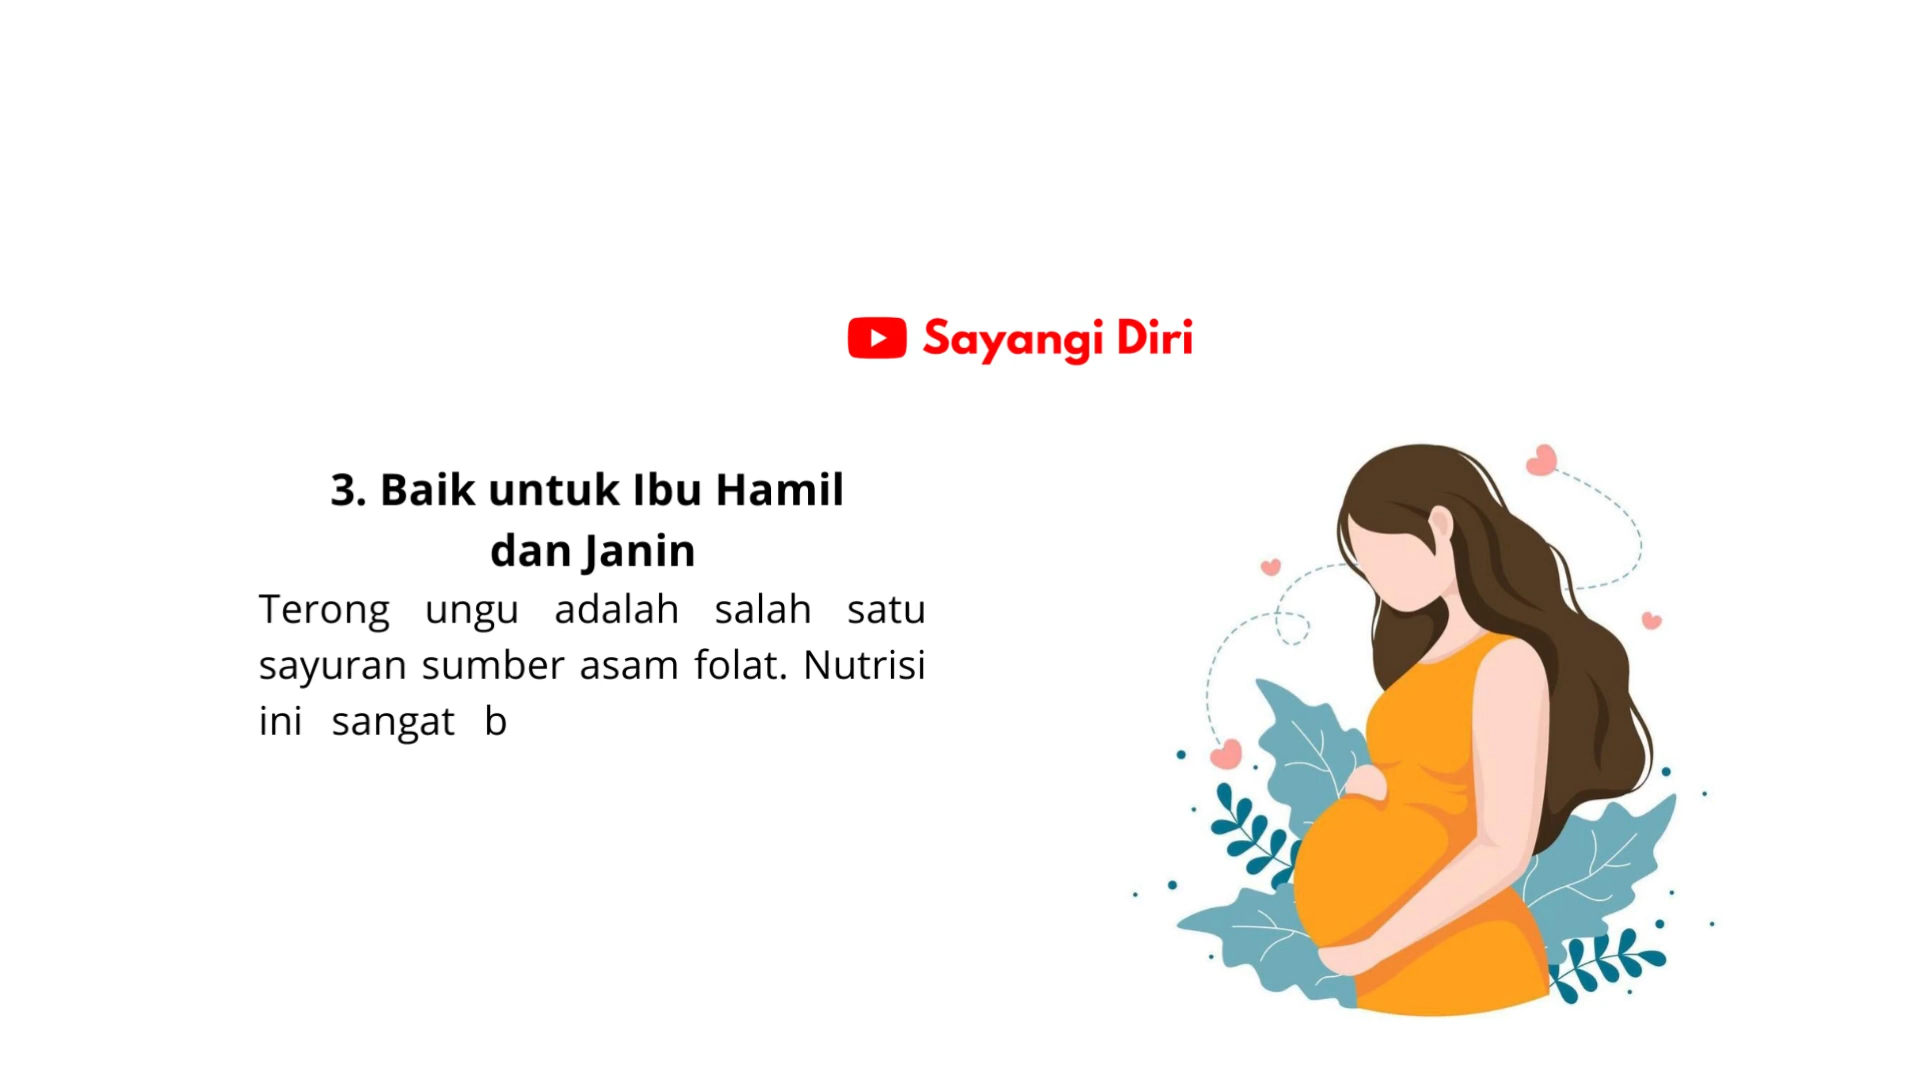 Sayangi Diri
3. Baik untuk Ibu Hamil
dan Janin
Terong ungu adalah salah satu
sayuran sumber asam folat. Nutrisi
ini sangat b